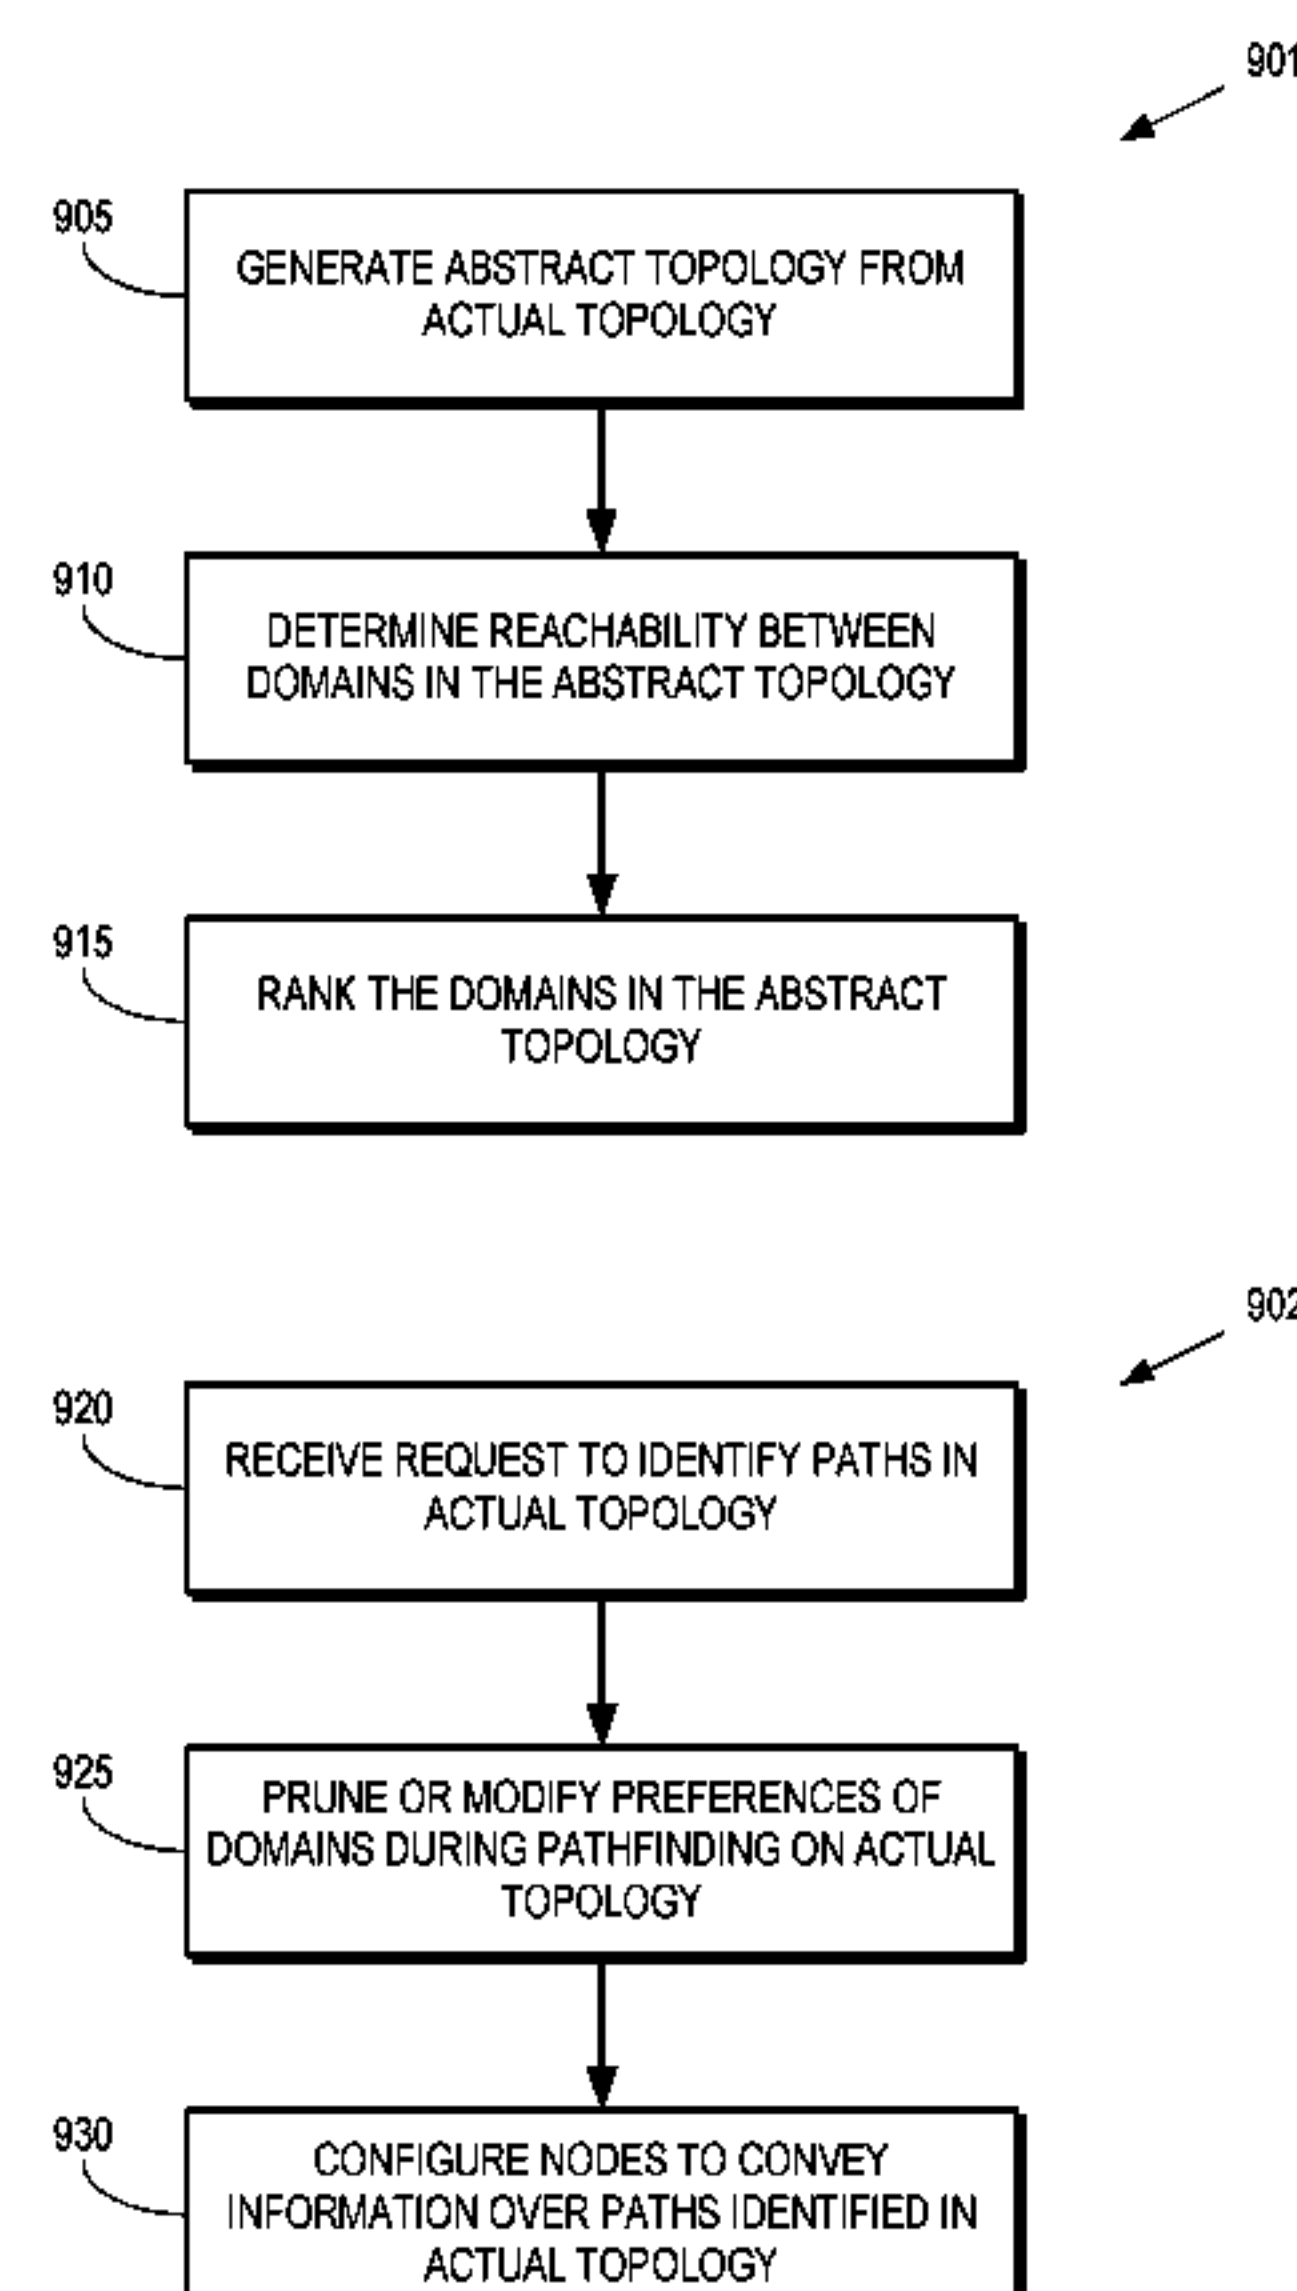 901
905
GENERATE ABSTRACT TOPOLOGY FROM
ACTUAL TOPOLOGY
910
DETERMINE REACHABILITY BETWEEN
DOMAINS IN THE ABSTRACT TOPOLOGY
915
RANK THE DOMAINS IN THE ABSTRACT
TOPOLOGY
902
920
RECEIVE REQUEST TO IDENTIFY PATHS IN
ACTUAL TOPOLOGY
925
PRUNE OR MODIFY PREFERENCES OF
DOMAINS DURING PATHFINDING ON ACTUAL
TOPOLOGY
930
CONFIGURE NODES TO CONVEY
INFORMATION OVER PATHS IDENTIFIED IN
ACTUAL TOPOLOGY